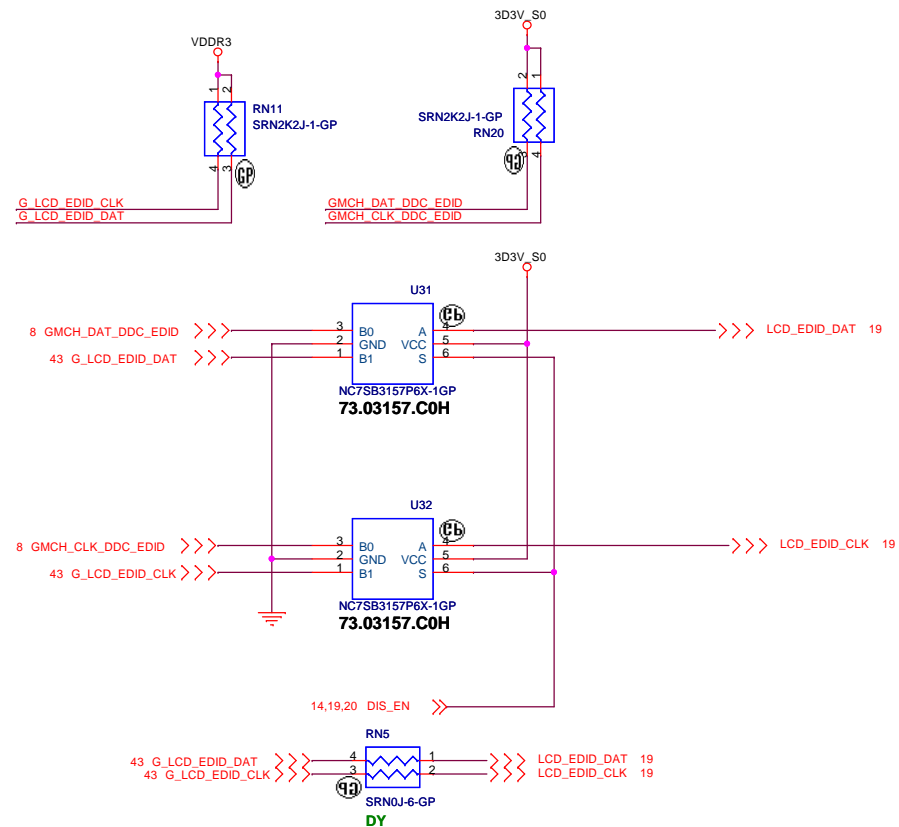 3D3V_S0
VDDR3
1 2
2 1
RN11
SRN2K2J-1-GP
SRN2K2J-1-GP
RN20
4 3
GP
3 4
GP
G_LCD_EDID_CLK
G_LCD_EDID_DAT
GMCH_DAT_DDC_EDID
GMCH_CLK_DDC_EDID
3D3V_S0
U31
GP
8 GMCH_DAT_DDC_EDID
3 B0 A 4
LCD_EDID_DAT 19
2 GND VCC 5
43 G_LCD_EDID_DAT
1 B1 S 6
NC7SB3157P6X-1GP
73.03157.C0H
U32
GP
8 GMCH_CLK_DDC_EDID
3 B0 A 4
LCD_EDID_CLK 19
2 GND VCC 5
43 G_LCD_EDID_CLK
1 B1 S 6
NC7SB3157P6X-1GP
73.03157.C0H
14,19,20 DIS_EN
RN5
43 G_LCD_EDID_DAT 4 1 LCD_EDID_DAT 19
43 G_LCD_EDID_CLK 3 2 LCD_EDID_CLK 19
GP
SRN0J-6-GP
DY